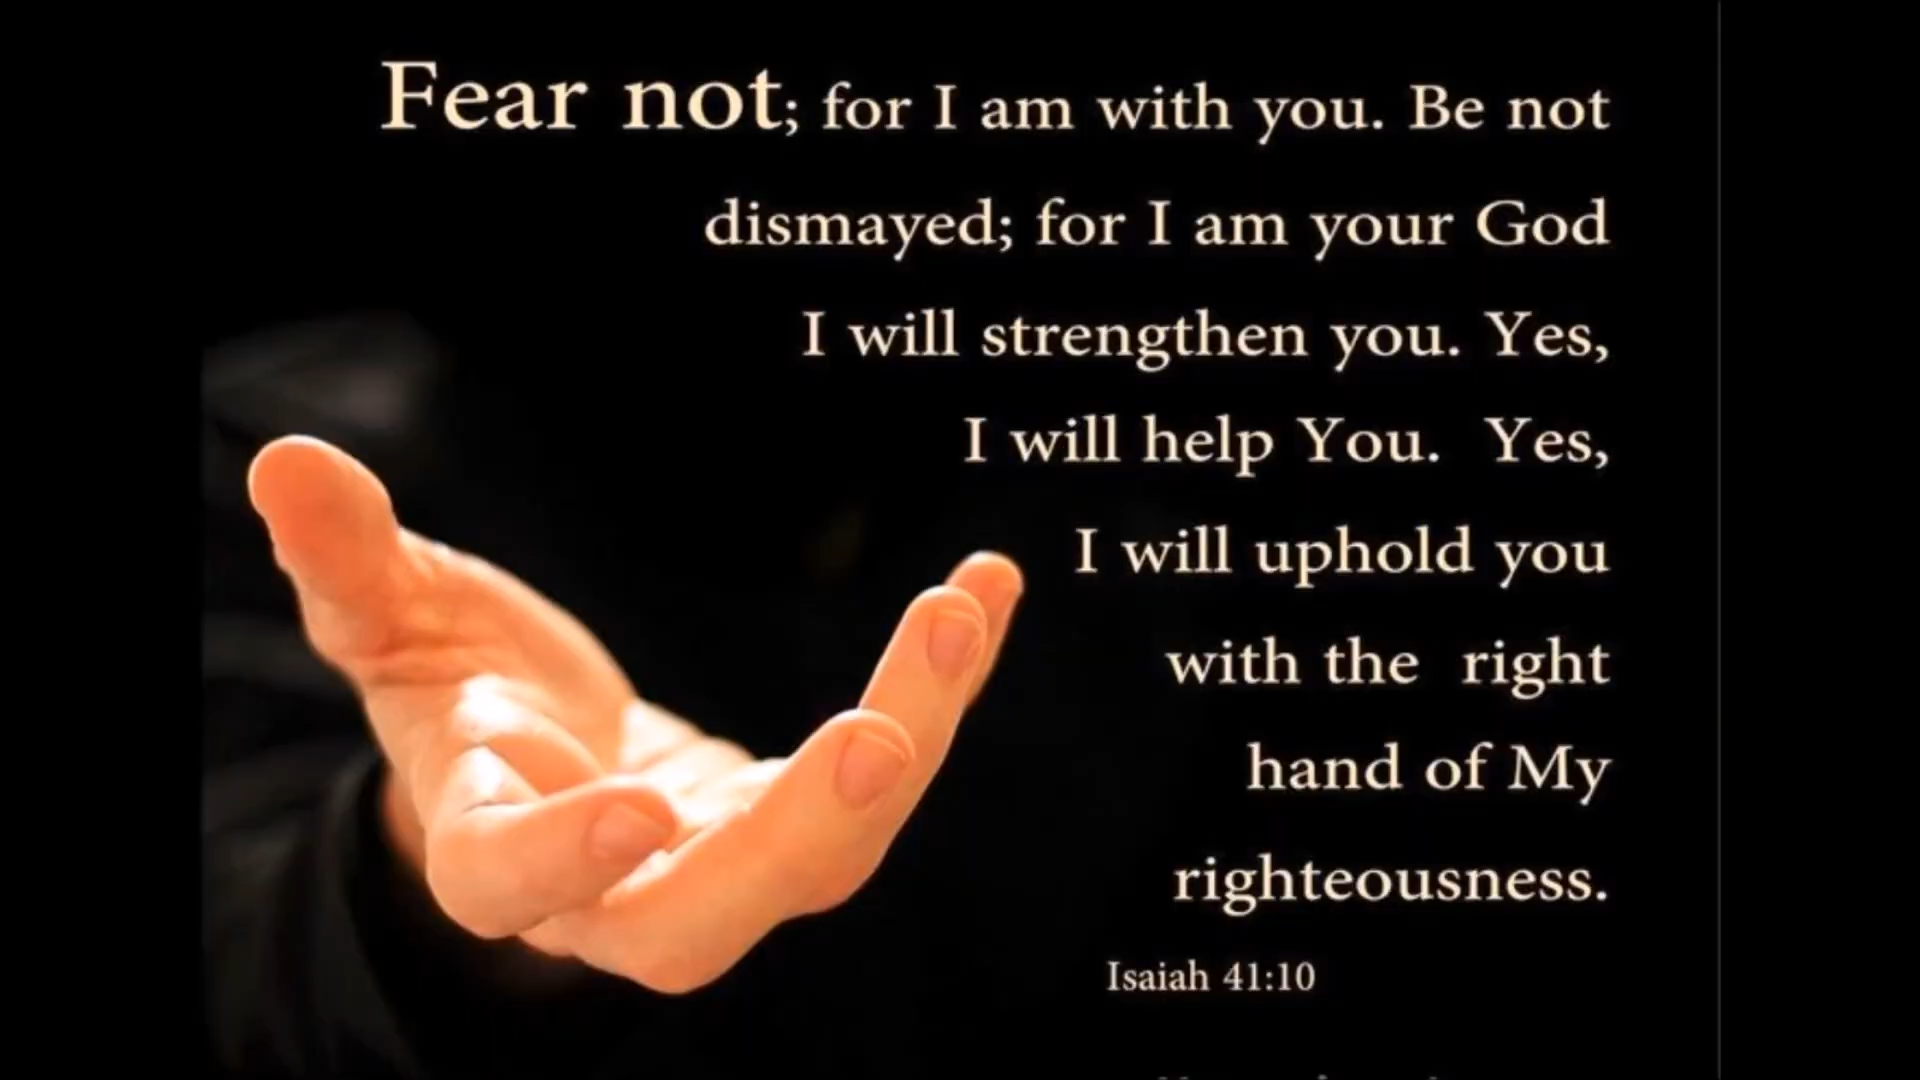 Fear not; for I am with you. Be not
dismayed; for I am your God
I will strengthen you. Yes,
I will help You. Yes,
I will uphold you
with the right
hand of My
righteousness.
Isaiah 41:10